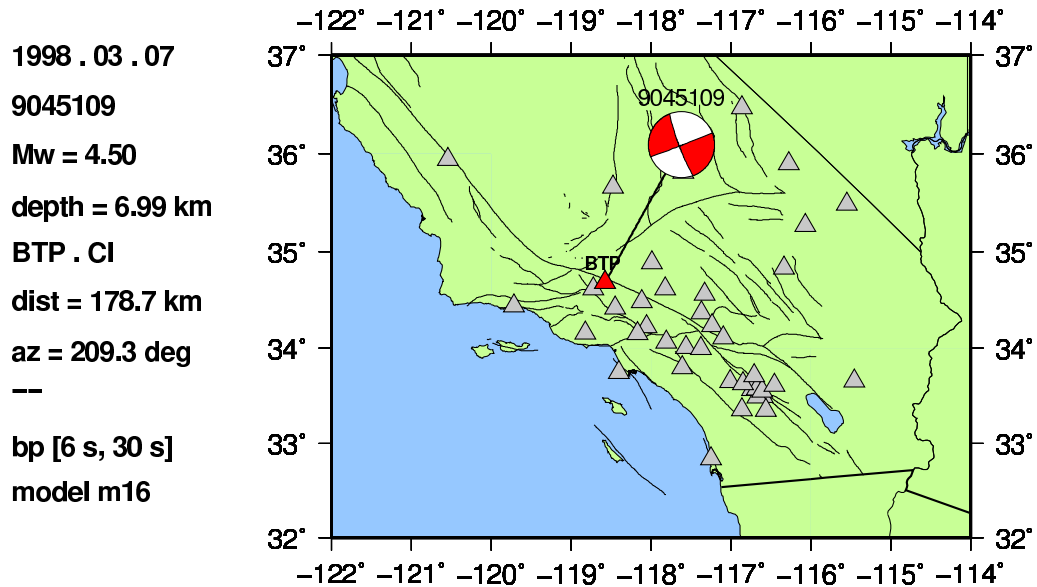 −122° −121° −120° −119° −118° −117° −116° −115° −114°
1998 . 03 . 07
9045109
Mw = 4.50
depth = 6.99 km
BTP . CI
dist = 178.7 km
az = 209.3 deg
−−
bp [6 s, 30 s]
model m16
37° 37°
9045109
36° 36°
35° 35°
BTP
34° 34°
33° 33°
32° 32°
−122° −121° −120° −119° −118° −117° −116° −115° −114°